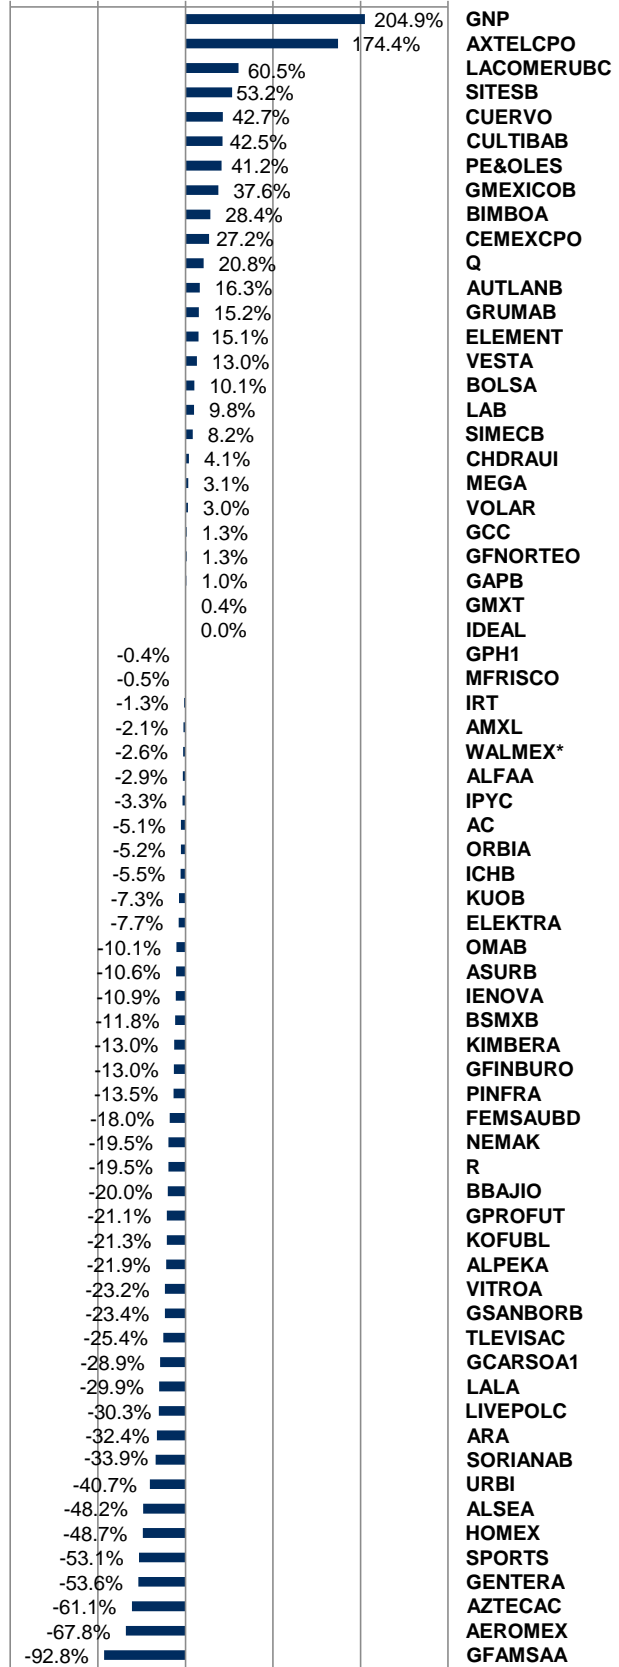 204.9% GNP
174.4% AXTELCPO
60.5% LACOMERUBC
53.2% SITESB
42.7% CUERVO
42.5% CULTIBAB
41.2% PE&OLES
37.6% GMEXICOB
28.4% BIMBOA
27.2% CEMEXCPO
20.8% Q
16.3% AUTLANB
15.2% GRUMAB
15.1% ELEMENT
13.0% VESTA
10.1% BOLSA
9.8% LAB
8.2% SIMECB
4.1% CHDRAUI
3.1% MEGA
3.0% VOLAR
1.3% GCC
1.3% GFNORTEO
1.0% GAPB
0.4% GMXT
0.0% IDEAL
-0.4% GPH1
-0.5% MFRISCO
-1.3% IRT
-2.1% AMXL
-2.6% WALMEX*
-2.9% ALFAA
-3.3% IPYC
-5.1% AC
-5.2% ORBIA
-5.5% ICHB
-7.3% KUOB
-7.7% ELEKTRA
-10.1% OMAB
-10.6% ASURB
-10.9% IENOVA
-11.8% BSMXB
-13.0% KIMBERA
-13.0% GFINBURO
-13.5% PINFRA
-18.0% FEMSAUBD
-19.5% NEMAK
-19.5% R
-20.0% BBAJIO
-21.1% GPROFUT
-21.3% KOFUBL
-21.9% ALPEKA
-23.2% VITROA
-23.4% GSANBORB
-25.4% TLEVISAC
-28.9% GCARSOA1
-29.9% LALA
-30.3% LIVEPOLC
-32.4% ARA
-33.9% SORIANAB
-40.7% URBI
-48.2% ALSEA
-48.7% HOMEX
-53.1% SPORTS
-53.6% GENTERA
-61.1% AZTECAC
-67.8% AEROMEX
-92.8% GFAMSAA